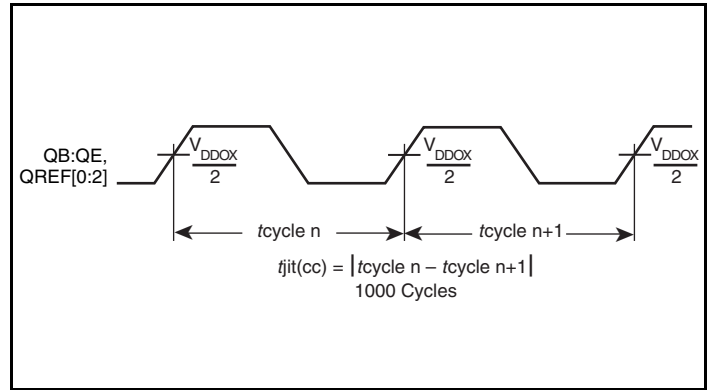 QB:QE,
QREF[0:2]
VDDOX
2
VDDOX
2
VDDOX
2
tcycle n
tcycle n+1
tjit(cc) = |tcycle n – tcycle n+1|
1000 Cycles